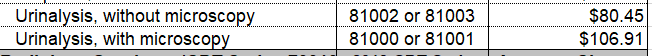 Urinalysis, without microscopy 81002 or 81003 $80.45
Urinalysis, with microscopy 81000 or 81001 $106.91